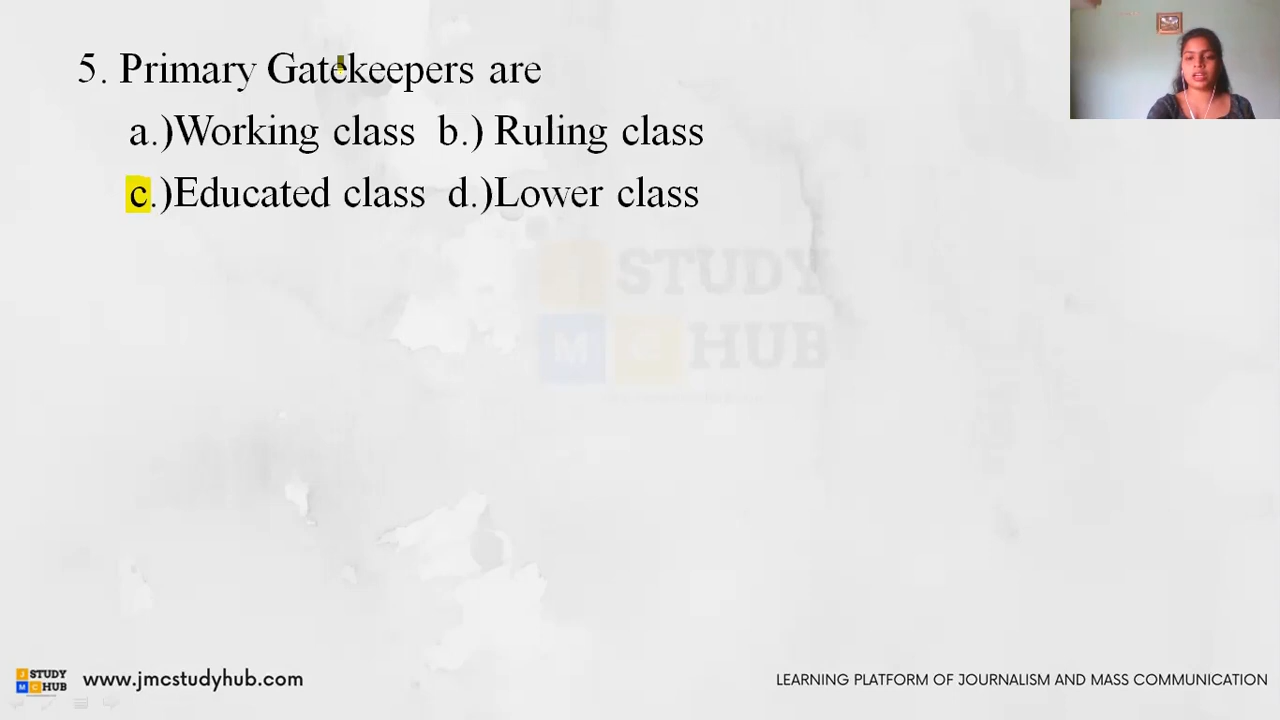 5. Primary Gatekeepers are
a.)Working class b.) Ruling class
c.)Educated class d.)Lower class
J STUDY
M C HUB
J STUDY
M C HUB
www.jmcstudyhub.com
LEARNING PLATFORM OF JOURNALISM AND MASS COMMUNICATION